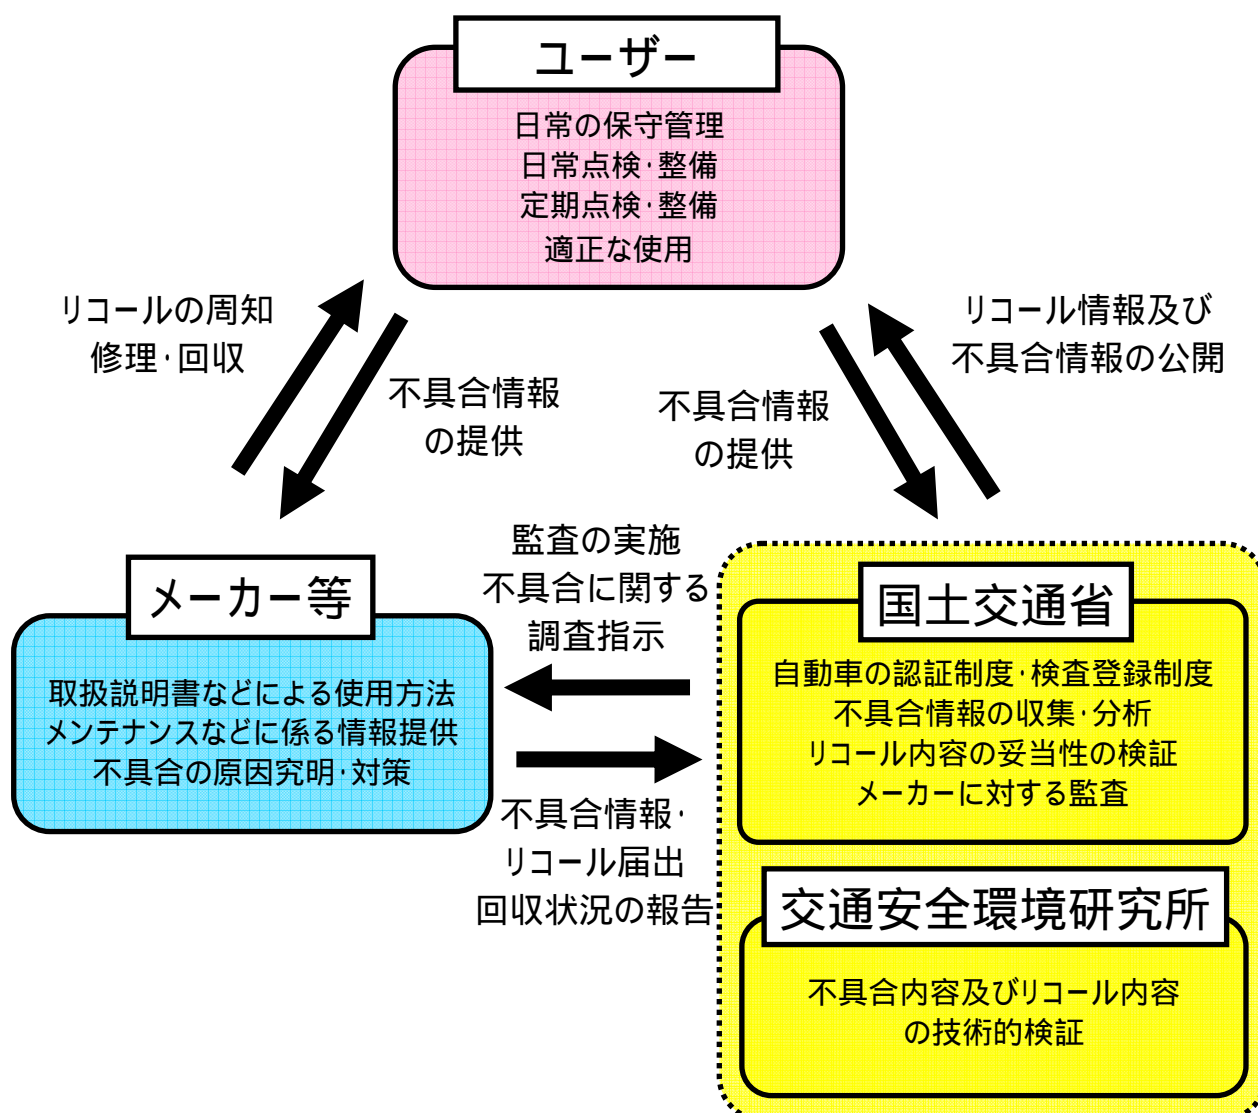 ユーザー
日常の保守管理
日常点検・整備
定期点検・整備
適正な使用
リコールの周知
修理・回収
不具合情報
の提供
不具合情報
の提供
リコール情報及び
不具合情報の公開
メーカー等
取扱説明書などによる使用方法
メンテナンスなどに係る情報提供
不具合の原因究明・対策
監査の実施
不具合に関する
調査指示
不具合情報・
リコール届出
回収状況の報告
国土交通省
自動車の認証制度・検査登録制度
不具合情報の収集・分析
リコール内容の妥当性の検証
メーカーに対する監査
交通安全環境研究所
不具合内容及びリコール内容
の技術的検証